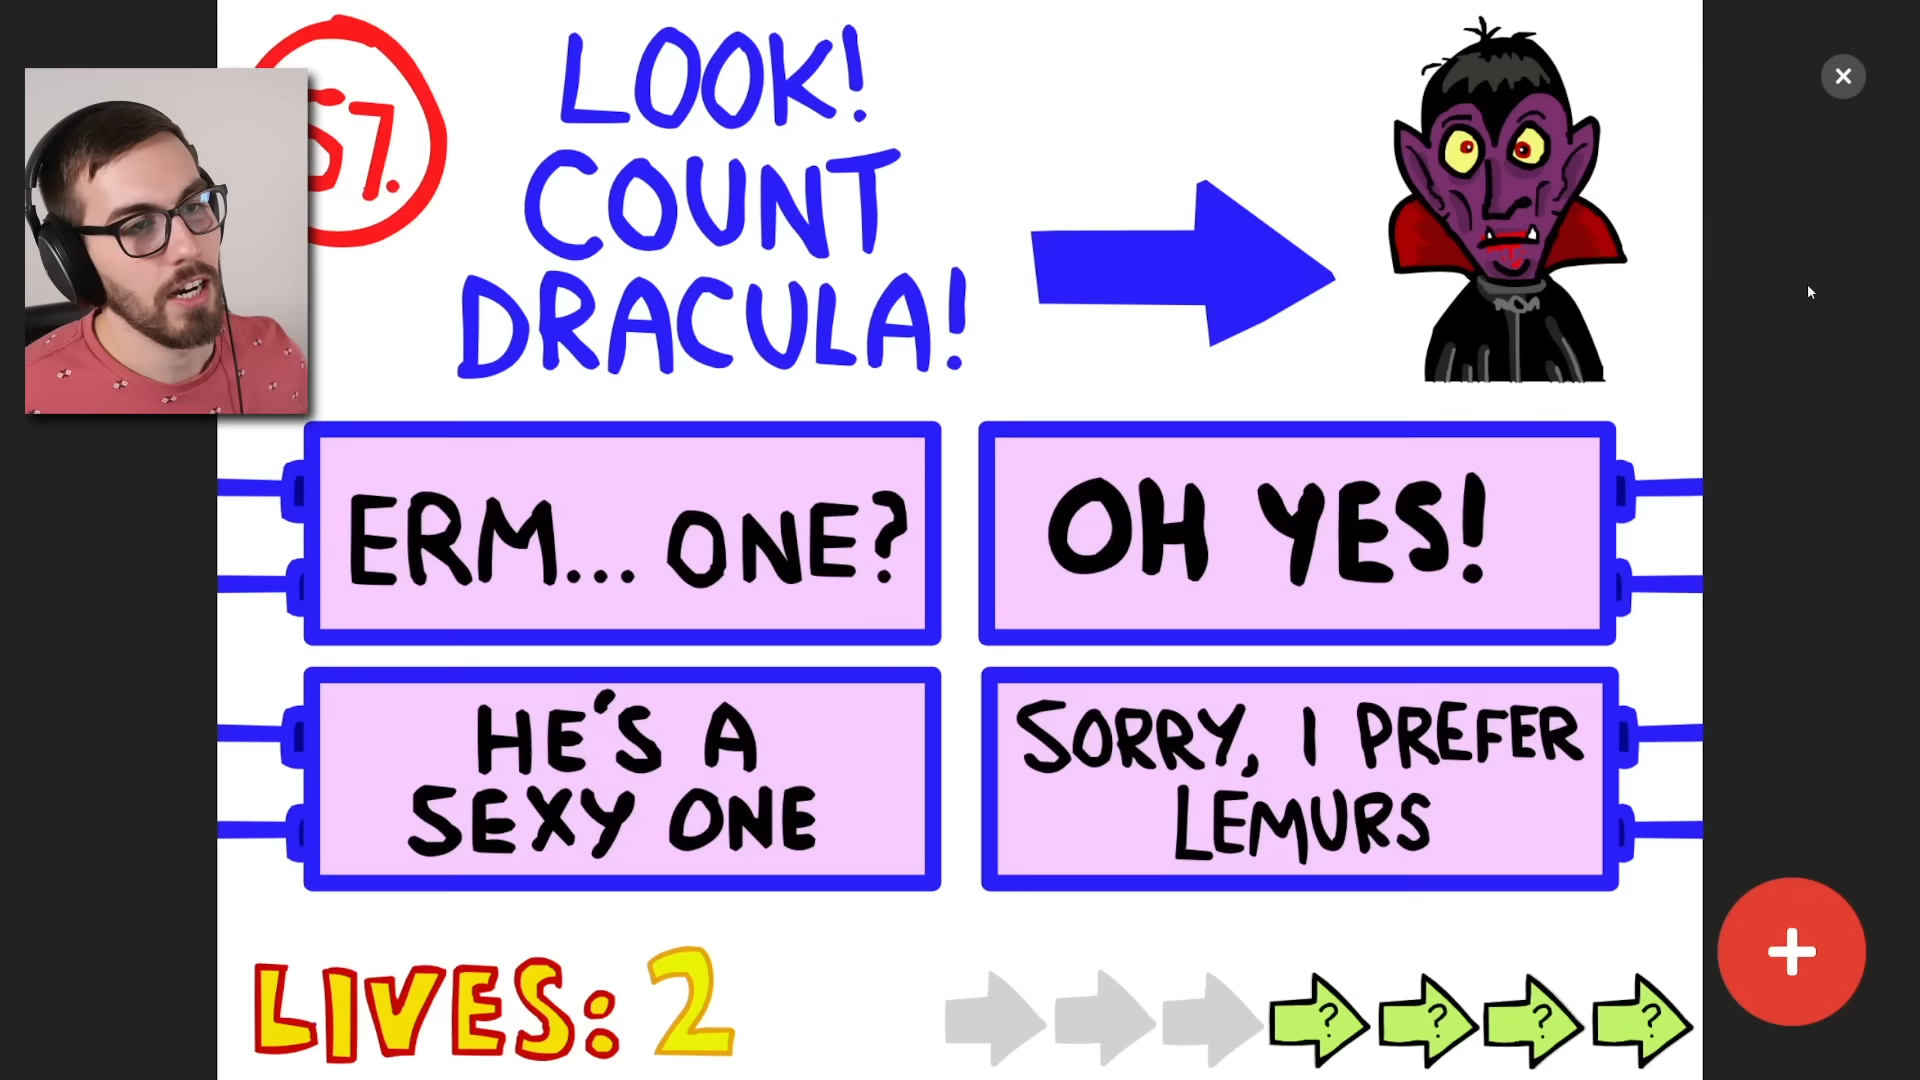 57.
LOOK!
COUNT
DRACULA!
ERM... ONE?
OH YES!
HE'S A
SEXY ONE
SORRY, I PREFER
LEMURS
LIVES: 2
? ? ? ?